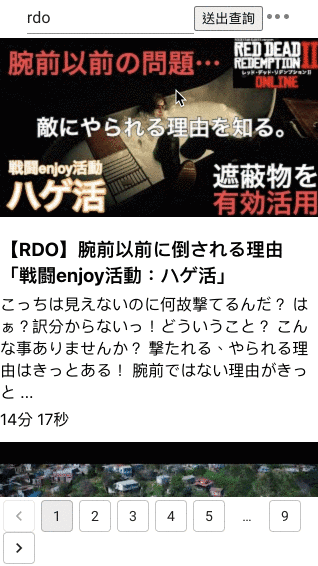 rdo
送出查詢
腕前以前の問題…
RED DEAD
REDEMPTION II
レッド・デッド・リデンプションII
ONLINE
敵にやられる理由を知る。
戦闘enjoy活動
ハゲ活
遮蔽物を
有効活用
【RDO】腕前以前に倒される理由
「戦闘enjoy活動：ハゲ活」
こっちは見えないのに何故撃てるんだ？ は
ぁ？訳分からないっ！どういうこと？ こん
な事ありませんか？ 撃たれる、やられる理
由はきっとある！ 腕前ではない理由がきっ
と ...
14分 17秒
1 2 3 4 5 ... 9